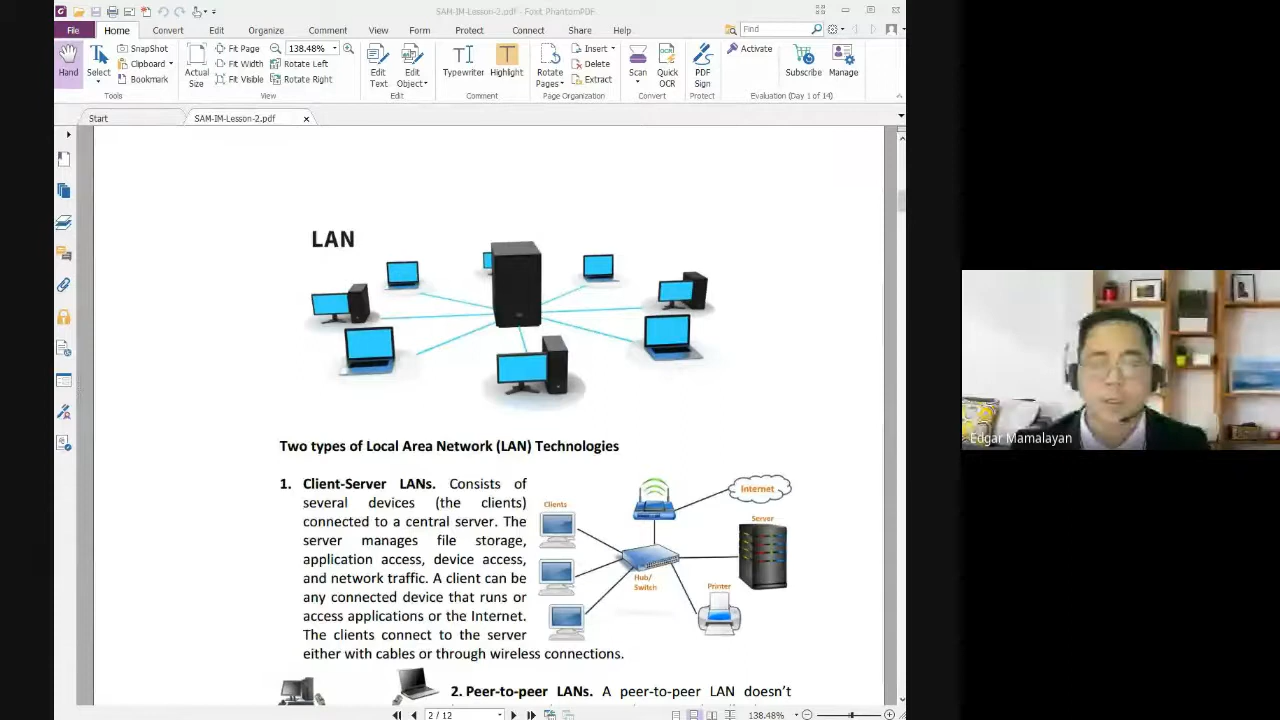 SAM-IM-Lesson-2.pdf - Foxit PhantomPDF
File Home Convert Edit Organize Comment View Form Protect Connect Share Help Find
SnapShot
Clipboard
Bookmark
Hand Select
Tools
Actual Size
Fit Page
Fit Width
Fit Visible
138.48%
Rotate Left
Rotate Right
View
Edit Text
Edit Object
Edit
Typewriter Highlight
Comment
Rotate Pages
Insert
Delete
Extract
Page Organization
Scan Quick OCR
Convert
PDF Sign
Protect
Activate
Subscribe Manage
Evaluation (Day 1 of 14)
Start SAM-IM-Lesson-2.pdf
LAN
Two types of Local Area Network (LAN) Technologies
1. Client-Server LANs. Consists of
several devices (the clients)
connected to a central server. The
server manages file storage,
application access, device access,
and network traffic. A client can be
any connected device that runs or
access applications or the Internet.
The clients connect to the server
either with cables or through wireless connections.
Clients
Internet
Server
Hub/
Switch
Printer
2. Peer-to-peer LANs. A peer-to-peer LAN doesn't
2 / 12
138.48%
Edgar Mamalayan